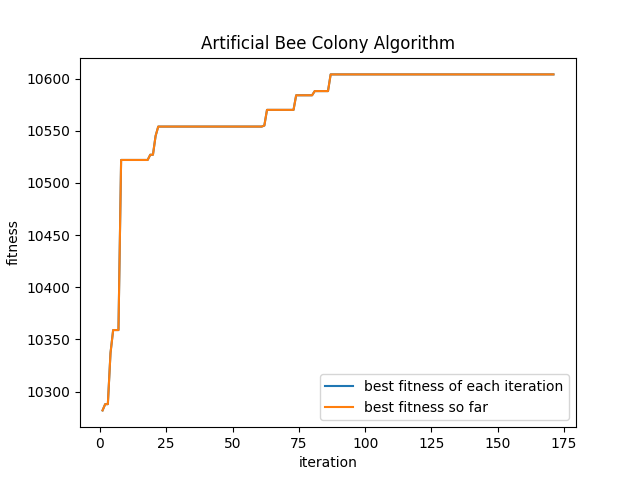 Artificial Bee Colony Algorithm
fitness
10600
10550
10500
10450
10400
10350
10300
0 25 50 75 100 125 150 175
iteration
best fitness of each iteration
best fitness so far